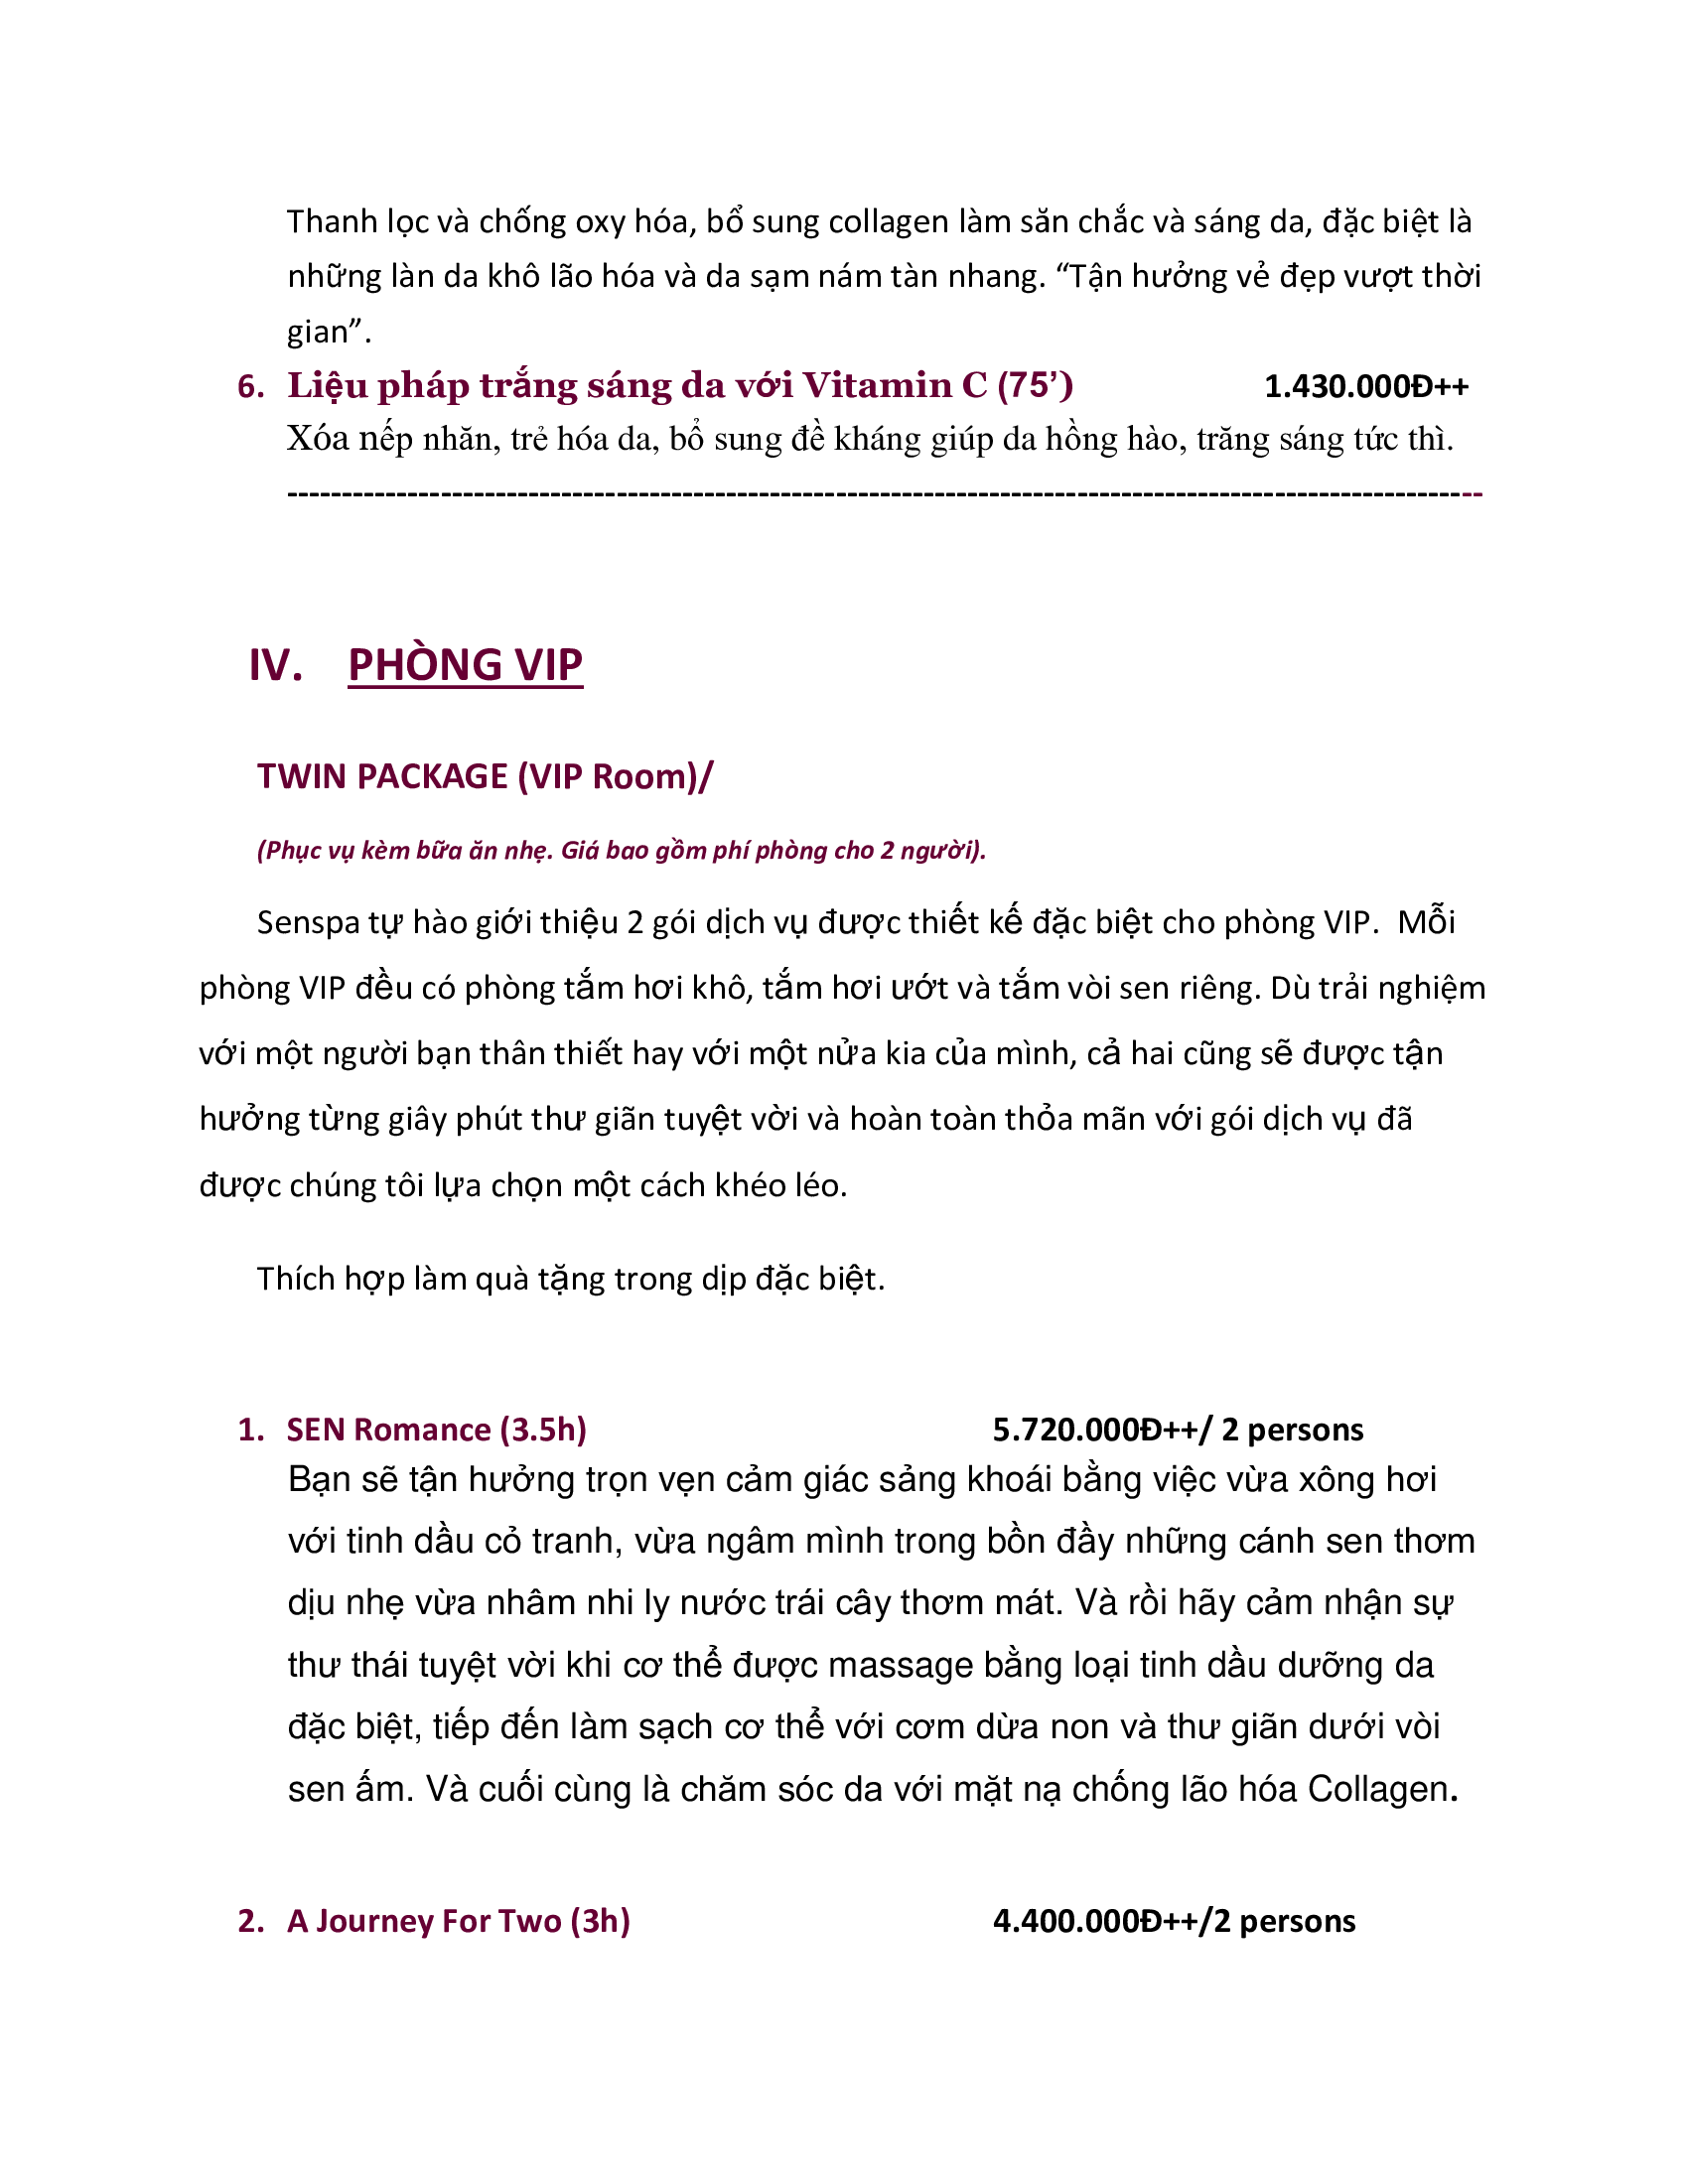 Thanh lọc và chống oxy hóa, bổ sung collagen làm săn chắc và sáng da, đặc biệt là
những làn da khô lão hóa và da sạm nám tàn nhang. “Tận hưởng vẻ đẹp vượt thời
gian”.
6. Liệu pháp trắng sáng da với Vitamin C (75’) 1.430.000Đ++
Xóa nếp nhăn, trẻ hóa da, bổ sung đề kháng giúp da hồng hào, trăng sáng tức thì.
--------------------------------------------------------------------------------------------------------------
IV. PHÒNG VIP
TWIN PACKAGE (VIP Room)/
(Phục vụ kèm bữa ăn nhẹ. Giá bao gồm phí phòng cho 2 người).
Senspa tự hào giới thiệu 2 gói dịch vụ được thiết kế đặc biệt cho phòng VIP. Mỗi
phòng VIP đều có phòng tắm hơi khô, tắm hơi ướt và tắm vòi sen riêng. Dù trải nghiệm
với một người bạn thân thiết hay với một nửa kia của mình, cả hai cũng sẽ được tận
hưởng từng giây phút thư giãn tuyệt vời và hoàn toàn thỏa mãn với gói dịch vụ đã
được chúng tôi lựa chọn một cách khéo léo.
Thích hợp làm quà tặng trong dịp đặc biệt.
1. SEN Romance (3.5h) 5.720.000Đ++/ 2 persons
Bạn sẽ tận hưởng trọn vẹn cảm giác sảng khoái bằng việc vừa xông hơi
với tinh dầu cỏ tranh, vừa ngâm mình trong bồn đầy những cánh sen thơm
dịu nhẹ vừa nhâm nhi ly nước trái cây thơm mát. Và rồi hãy cảm nhận sự
thư thái tuyệt vời khi cơ thể được massage bằng loại tinh dầu dưỡng da
đặc biệt, tiếp đến làm sạch cơ thể với cơm dừa non và thư giãn dưới vòi
sen ấm. Và cuối cùng là chăm sóc da với mặt nạ chống lão hóa Collagen.
2. A Journey For Two (3h) 4.400.000Đ++/2 persons